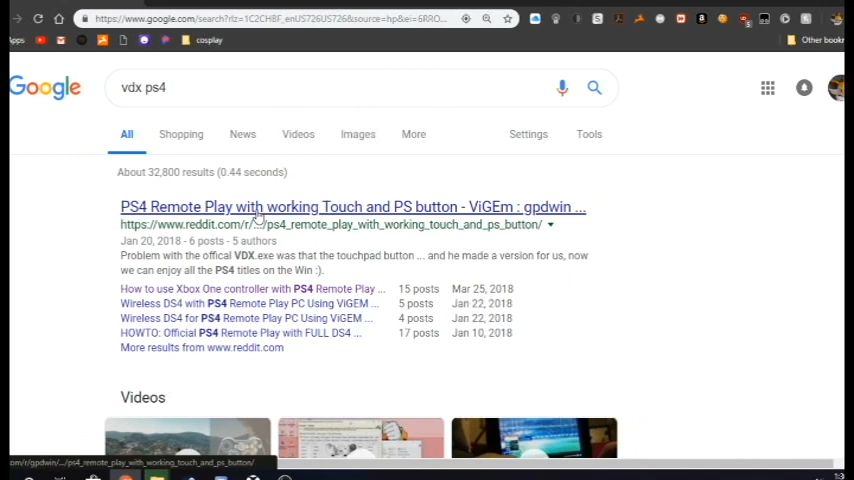 https://www.google.com/search?rlz=1C2CHBF_enUS726US726&source=hp&ei=6RRO...
Apps
cosplay
Other bookn
Google
vdx ps4
All Shopping News Videos Images More Settings Tools
About 32,800 results (0.44 seconds)
PS4 Remote Play with working Touch and PS button - ViGEm : gpdwin ...
https://www.reddit.com/r/.../ps4_remote_play_with_working_touch_and_ps_button/
Jan 20, 2018 - 6 posts - 5 authors
Problem with the offical VDX.exe was that the touchpad button ... and he made a version for us, now
we can enjoy all the PS4 titles on the Win :).
How to use Xbox One controller with PS4 Remote Play ... 15 posts Mar 25, 2018
Wireless DS4 with PS4 Remote Play PC Using ViGEM ... 5 posts Jan 22, 2018
Wireless DS4 for PS4 Remote Play PC Using ViGEM ... 4 posts Jan 22, 2018
HOWTO: Official PS4 Remote Play with FULL DS4 ... 17 posts Jan 10, 2018
More results from www.reddit.com
Videos
om/r/gpdwin/.../ps4_remote_play_with_working_touch_and_ps_button/